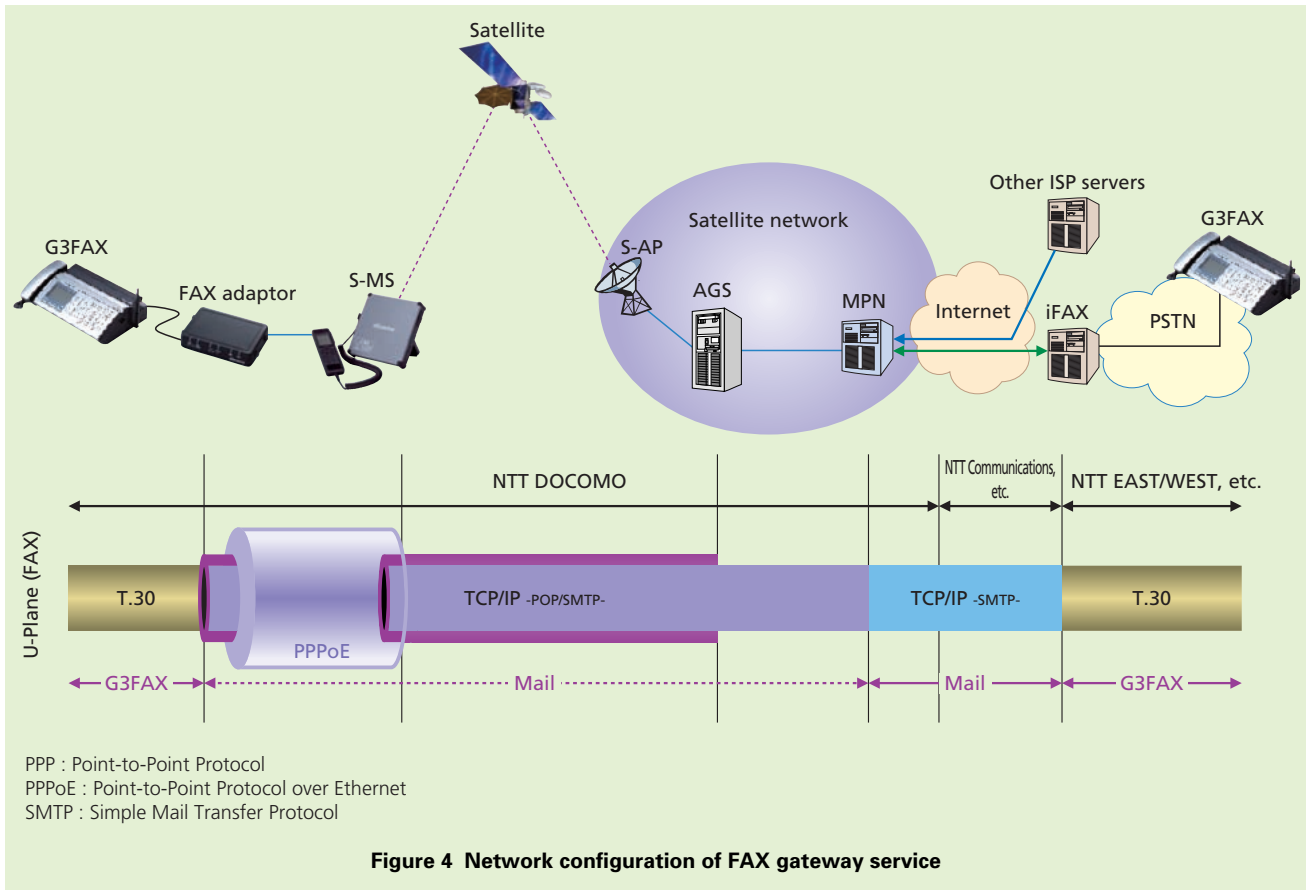 Satellite
Other ISP servers
G3FAX
Satellite network
G3FAX
S-AP
FAX adaptor
S-MS
AGS
MPN
Internet
iFAX
PSTN
NTT DOCOMO
NTT Communications,
etc.
NTT EAST/WEST, etc.
U-Plane (FAX)
T.30
TCP/IP -POP/SMTP-
TCP/IP -SMTP-
T.30
PPPoE
G3FAX
Mail
Mail
G3FAX
PPP : Point-to-Point Protocol
PPPoE : Point-to-Point Protocol over Ethernet
SMTP : Simple Mail Transfer Protocol
Figure 4 Network configuration of FAX gateway service